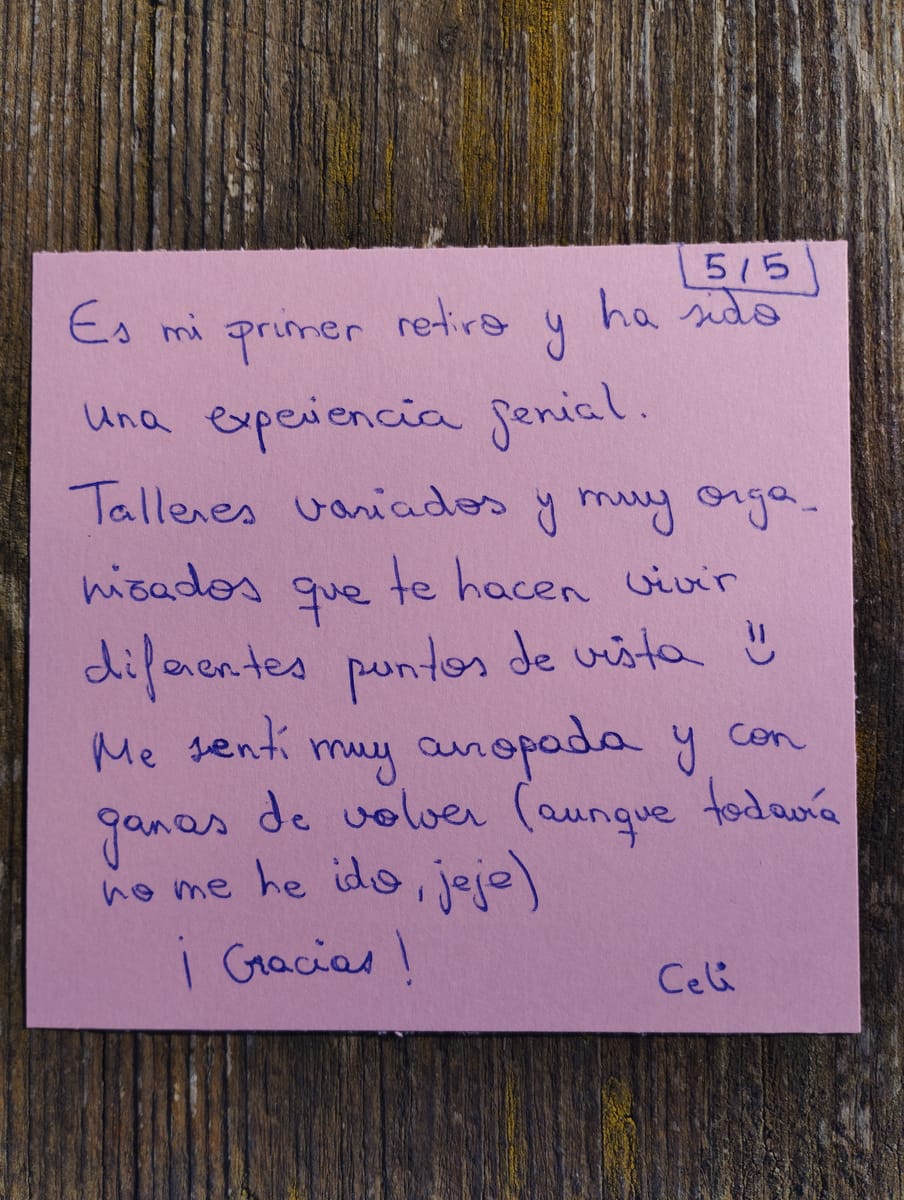 5/5
Es mi primer retiro y ha sido
una experiencia genial.
Talleres variados y muy orga-
nizados que te hacen vivir
diferentes puntos de vista :)
Me sentí muy arropada y con
ganas de volver (aunque todavía
no me he ido, jeje)
¡Gracias!
Celi